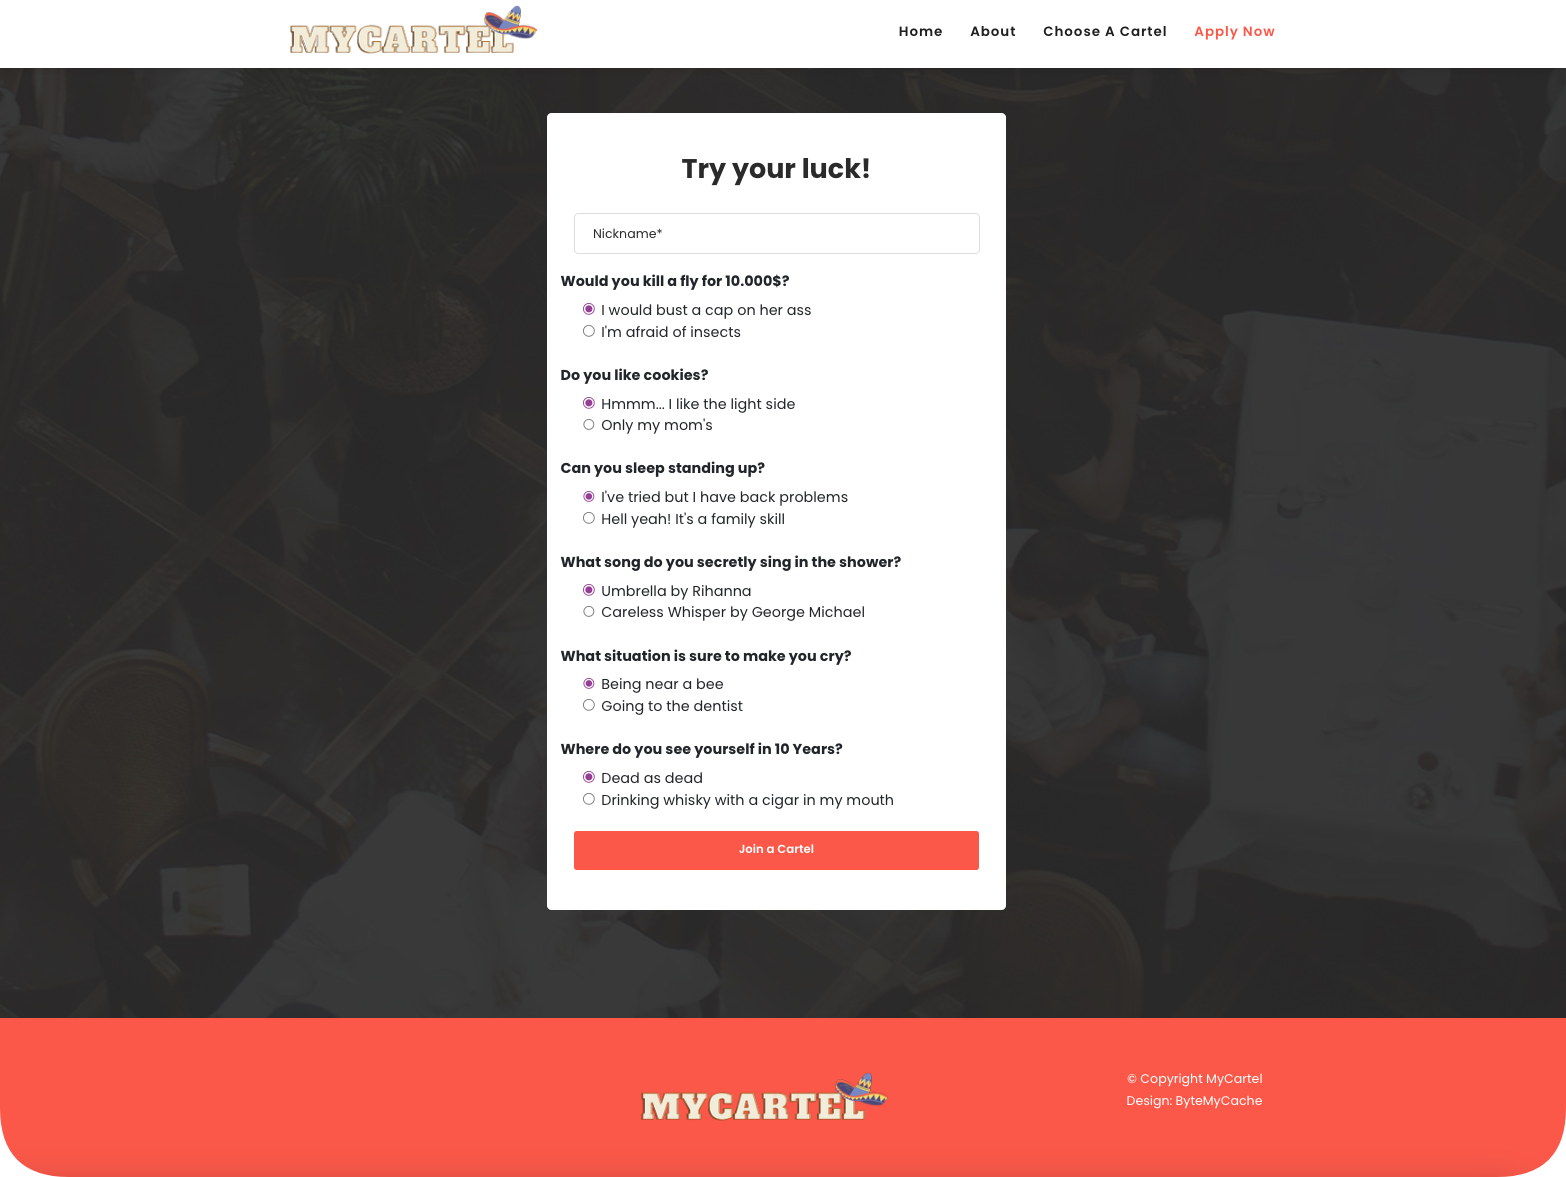 MYCARTEL
Home About Choose A Cartel Apply Now
Try your luck!
Nickname*
Would you kill a fly for 10.000$?
I would bust a cap on her ass
I'm afraid of insects
Do you like cookies?
Hmmm... I like the light side
Only my mom's
Can you sleep standing up?
I've tried but I have back problems
Hell yeah! It's a family skill
What song do you secretly sing in the shower?
Umbrella by Rihanna
Careless Whisper by George Michael
What situation is sure to make you cry?
Being near a bee
Going to the dentist
Where do you see yourself in 10 Years?
Dead as dead
Drinking whisky with a cigar in my mouth
Join a Cartel
MYCARTEL
© Copyright MyCartel
Design: ByteMyCache